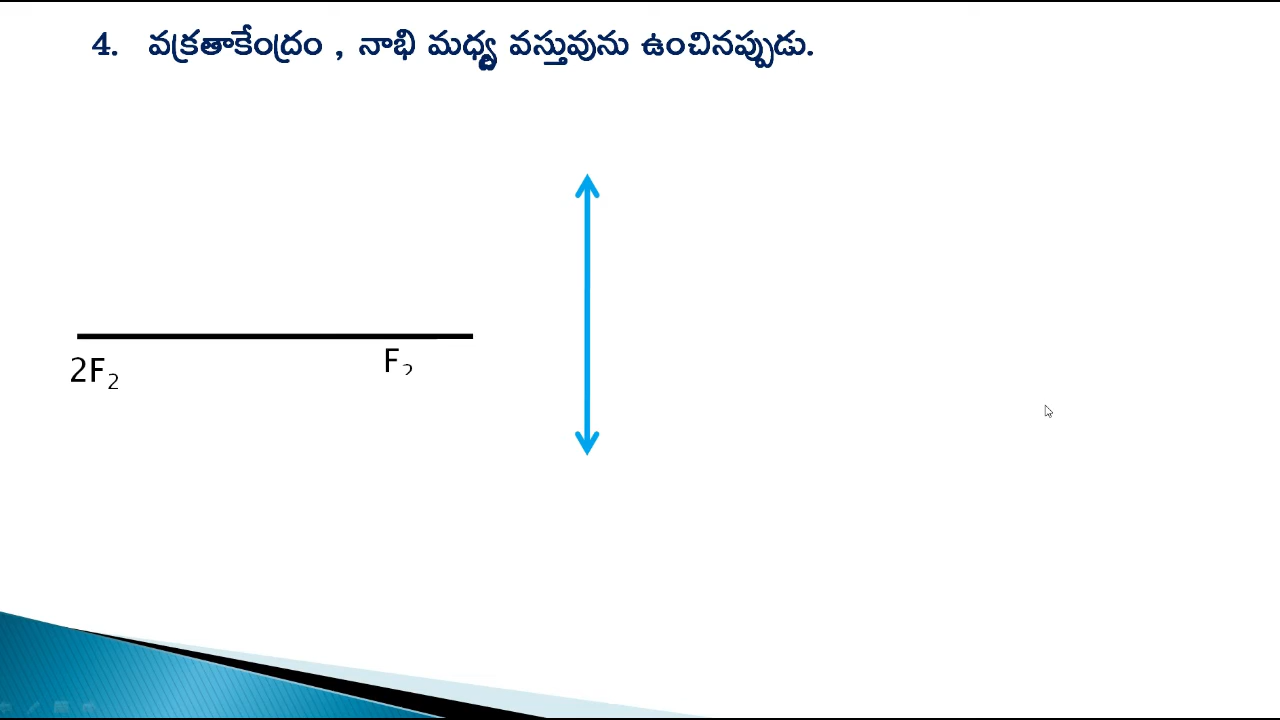 4. వక్రతాకేంద్రం , నాభి మధ్య వస్తువును ఉంచినప్పుడు.
2F₂
F₂